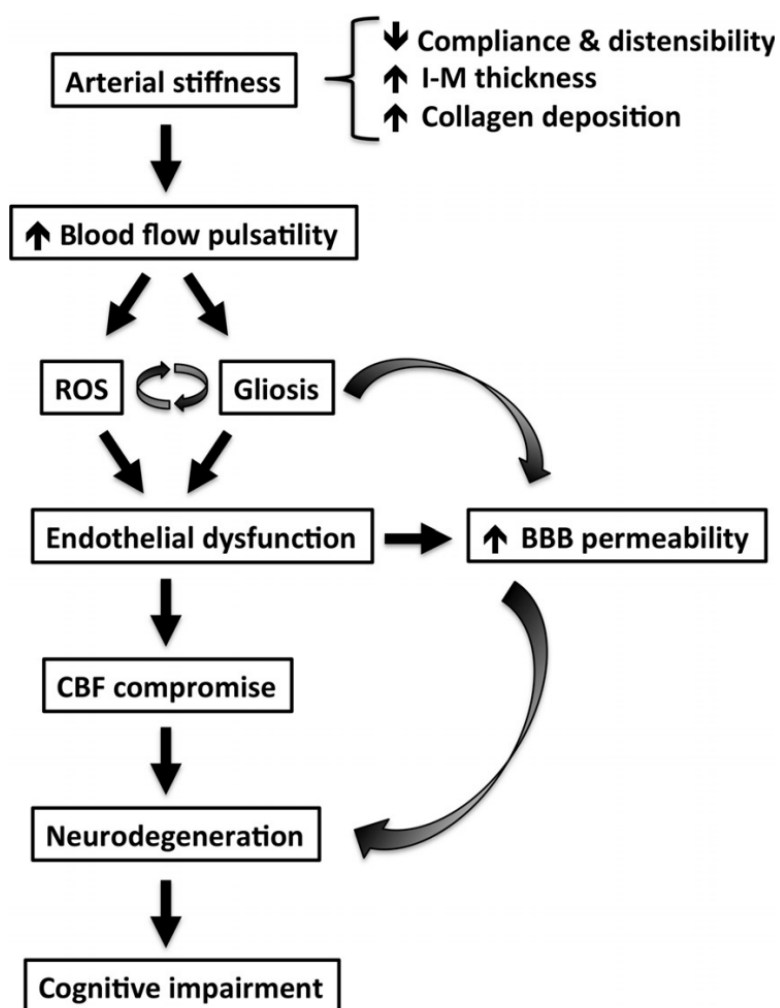 Arterial stiffness
↓ Compliance & distensibility
↑ I-M thickness
↑ Collagen deposition
↑ Blood flow pulsatility
ROS
Gliosis
Endothelial dysfunction
↑ BBB permeability
CBF compromise
Neurodegeneration
Cognitive impairment